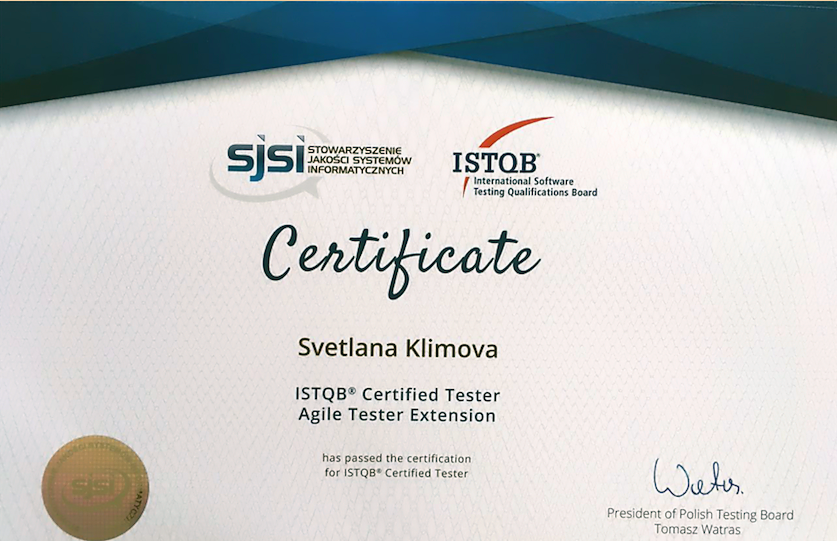 sjsi STOWARZYSZENIE
JAKOŚCI SYSTEMÓW
INFORMATYCZNYCH
ISTQB®
International Software
Testing Qualifications Board
Certificate
Svetlana Klimova
ISTQB® Certified Tester
Agile Tester Extension
has passed the certification
for ISTQB® Certified Tester
sjsi
President of Polish Testing Board
Tomasz Watras